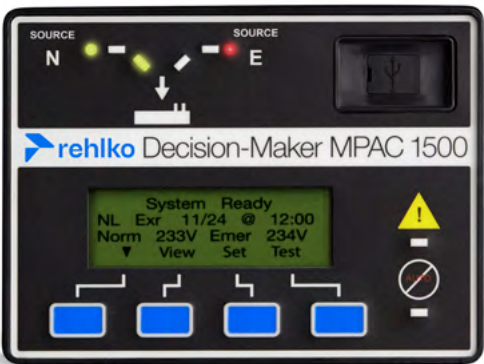 SOURCE
N
SOURCE
E
rehlko Decision-Maker MPAC 1500
System Ready
NL Exr 11/24 @ 12:00
Norm 233V Emer 234V
▼ View Set Test
!
AUTO